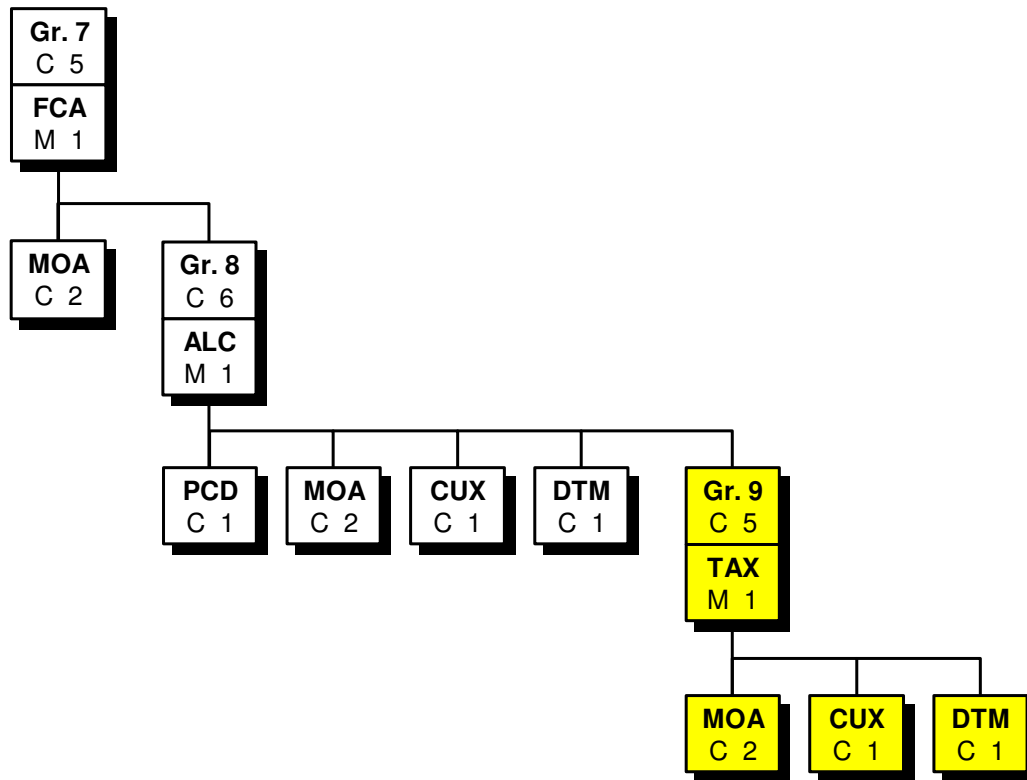 Gr. 7
C 5
FCA
M 1
MOA
C 2
Gr. 8
C 6
ALC
M 1
PCD
C 1
MOA
C 2
CUX
C 1
DTM
C 1
Gr. 9
C 5
TAX
M 1
MOA
C 2
CUX
C 1
DTM
C 1